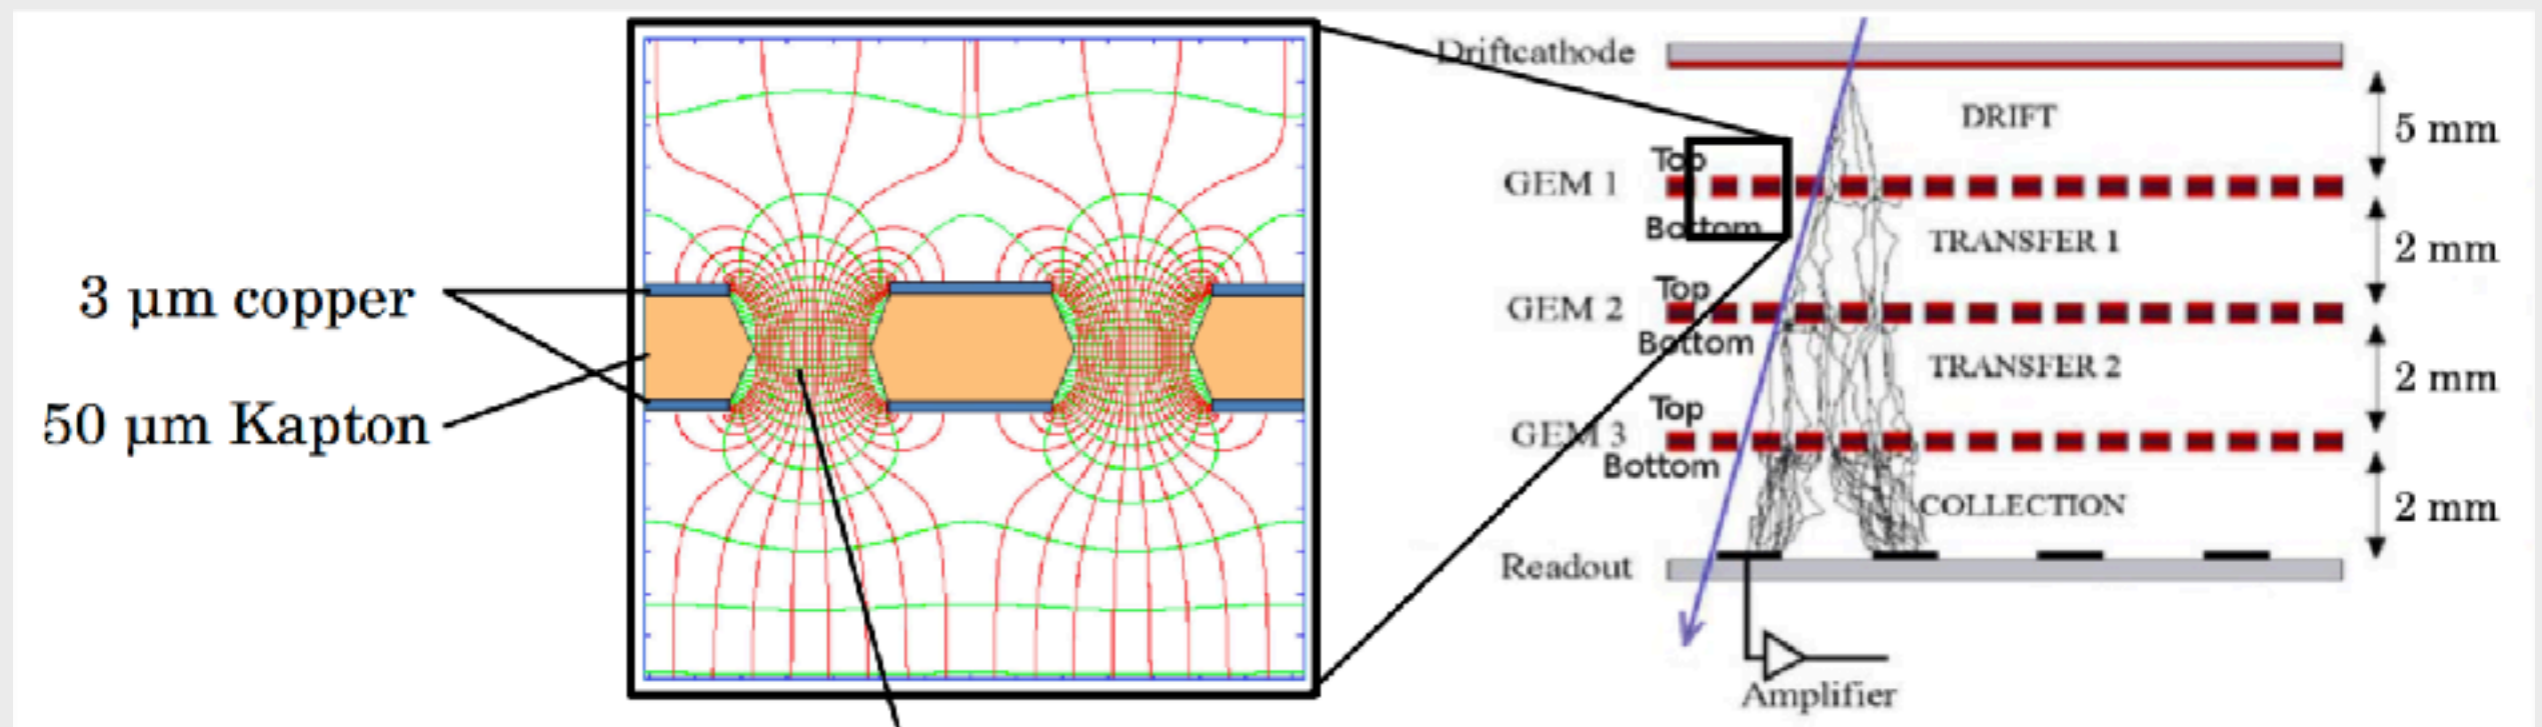 3 µm copper
50 µm Kapton
Driftcathode
DRIFT
5 mm
Top
GEM 1
Bottom
TRANSFER 1
2 mm
Top
GEM 2
Bottom
TRANSFER 2
2 mm
Top
GEM 3
Bottom
COLLECTION
2 mm
Readout
Amplifier